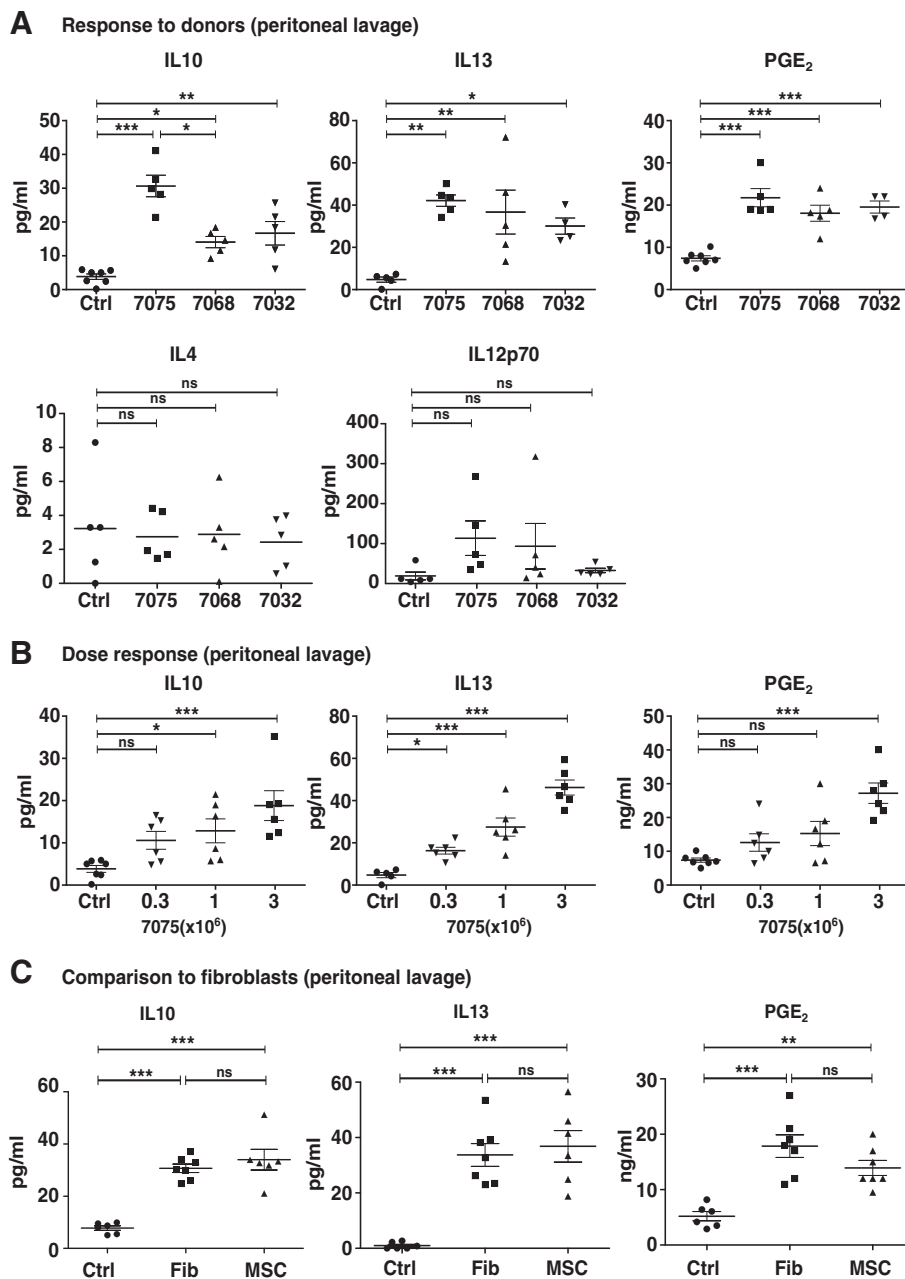 A Response to donors (peritoneal lavage)
IL10 IL13 PGE₂
** * ***
* ** ***
*** * ** ***
50 80 40
40 60 30
30 40 20
20 20 10
10 0 0
0
pg/ml pg/ml ng/ml
Ctrl 7075 7068 7032 Ctrl 7075 7068 7032 Ctrl 7075 7068 7032
IL4 IL12p70
ns ns
ns ns
ns ns
10 400
8 300
6 200
4 100
2 0
0
pg/ml pg/ml
Ctrl 7075 7068 7032 Ctrl 7075 7068 7032
B Dose response (peritoneal lavage)
IL10 IL13 PGE₂
*** *** ***
* *** ns
ns * ns
40 80 50
30 60 40
20 40 30
10 20 20
0 0 10
0
pg/ml pg/ml ng/ml
Ctrl 0.3 1 3 Ctrl 0.3 1 3 Ctrl 0.3 1 3
7075(x10⁶) 7075(x10⁶) 7075(x10⁶)
C Comparison to fibroblasts (peritoneal lavage)
IL10 IL13 PGE₂
*** *** **
*** ns *** ns *** ns
60 60 30
40 40 20
20 20 10
0 0 0
pg/ml pg/ml ng/ml
Ctrl Fib MSC Ctrl Fib MSC Ctrl Fib MSC